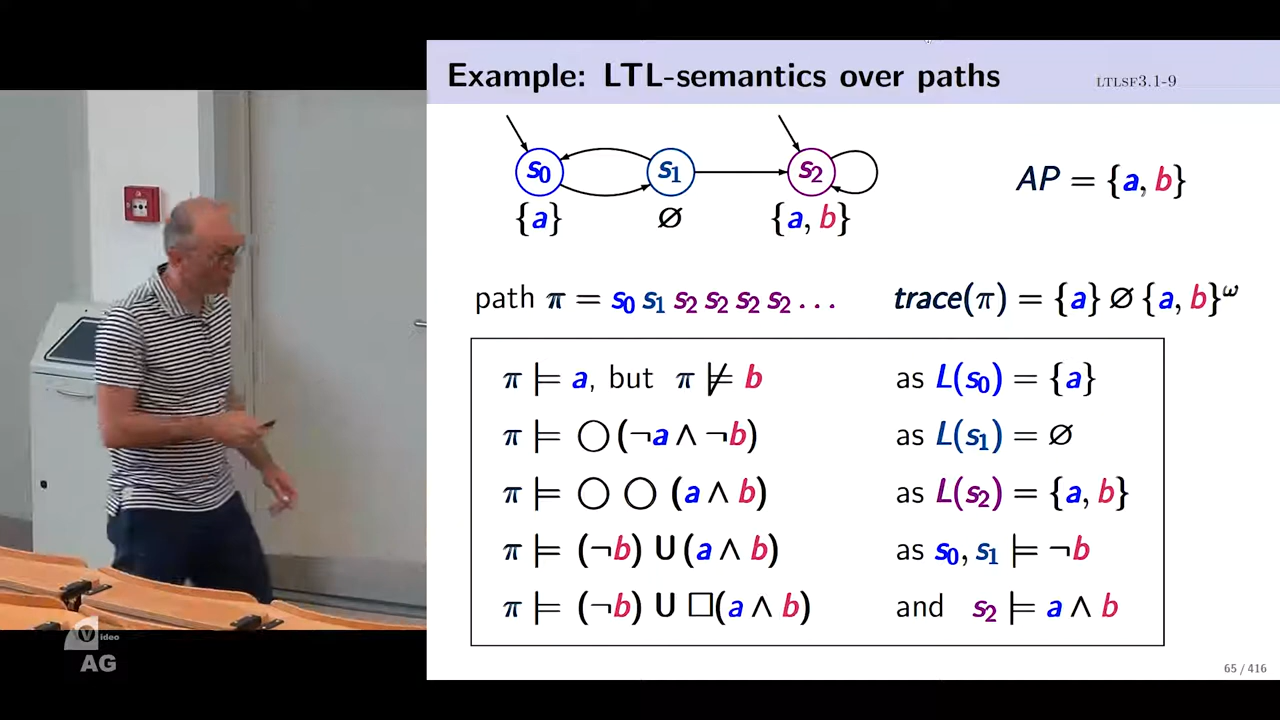 Example: LTL-semantics over paths LTLSF3.1-9
s₀ s₁ s₂ AP = {a, b}
{a} ∅ {a, b}
path π = s₀ s₁ s₂ s₂ s₂ s₂ ... trace(π) = {a} ∅ {a, b}^ω
π ⊨ a, but π ⊭ b as L(s₀) = {a}
π ⊨ ◯(¬a ∧ ¬b) as L(s₁) = ∅
π ⊨ ◯ ◯ (a ∧ b) as L(s₂) = {a, b}
π ⊨ (¬b) U (a ∧ b) as s₀, s₁ ⊨ ¬b
π ⊨ (¬b) U □(a ∧ b) and s₂ ⊨ a ∧ b
Video
AG
65 / 416